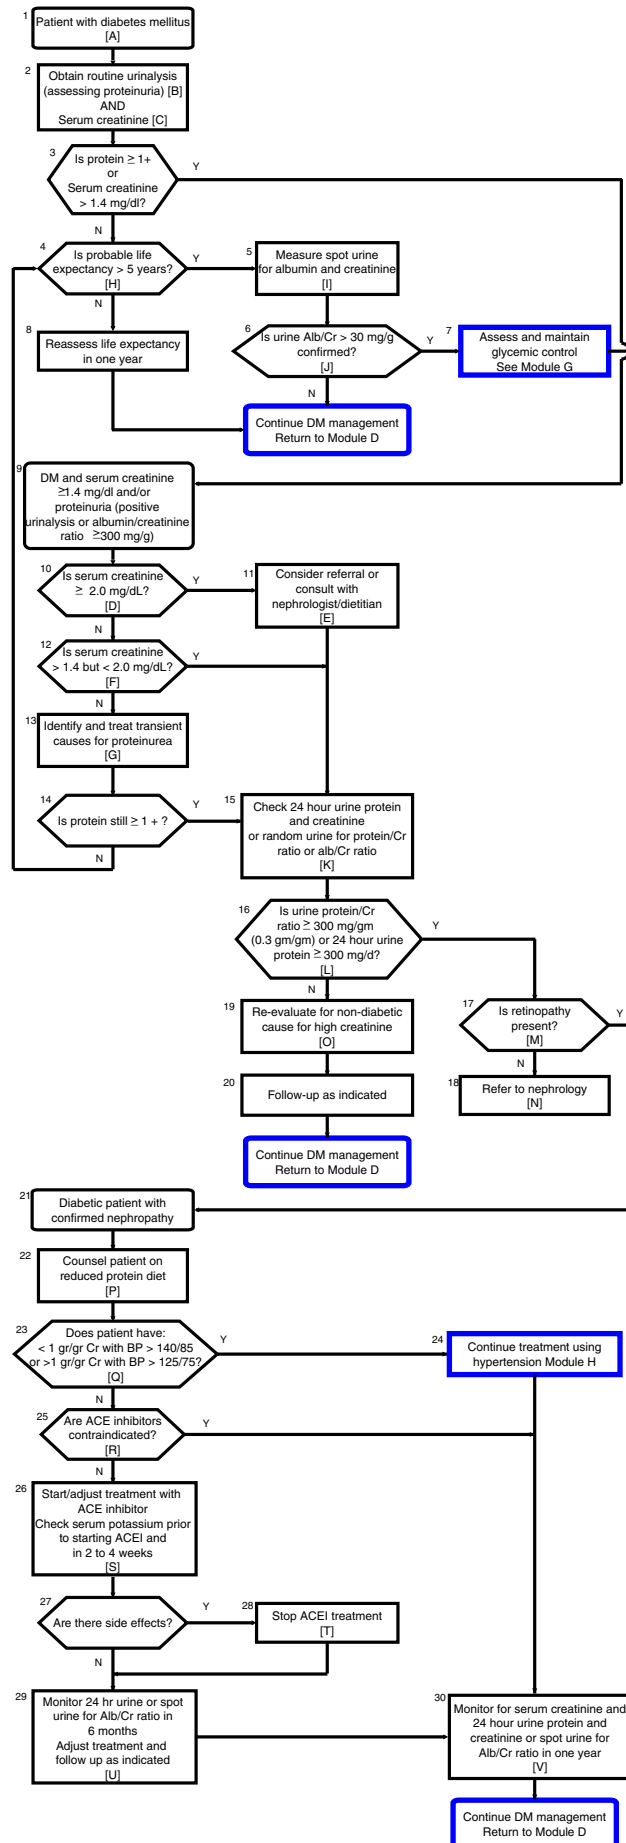 1
Patient with diabetes mellitus
[A]
2
Obtain routine urinalysis
(assessing proteinuria) [B]
AND
Serum creatinine [C]
3
Is protein ≥ 1+
or
Serum creatinine
> 1.4 mg/dl?
Y
N
4
Is probable life
expectancy > 5 years?
[H]
Y
N
5
Measure spot urine
for albumin and creatinine
[I]
6
Is urine Alb/Cr > 30 mg/g
confirmed?
[J]
Y
N
7
Assess and maintain
glycemic control
See Module G
8
Reassess life expectancy
in one year
Continue DM management
Return to Module D
9
DM and serum creatinine
≥1.4 mg/dl and/or
proteinuria (positive
urinalysis or albumin/creatinine
ratio ≥300 mg/g)
10
Is serum creatinine
≥ 2.0 mg/dL?
[D]
Y
N
11
Consider referral or
consult with
nephrologist/dietitian
[E]
12
Is serum creatinine
> 1.4 but < 2.0 mg/dL?
[F]
Y
N
13
Identify and treat transient
causes for proteinurea
[G]
14
Is protein still ≥ 1 + ?
Y
N
15
Check 24 hour urine protein
and creatinine
or random urine for protein/Cr
ratio or alb/Cr ratio
[K]
16
Is urine protein/Cr
ratio ≥ 300 mg/gm
(0.3 gm/gm) or 24 hour urine
protein ≥ 300 mg/d?
[L]
Y
N
17
Is retinopathy
present?
[M]
Y
N
18
Refer to nephrology
[N]
19
Re-evaluate for non-diabetic
cause for high creatinine
[O]
20
Follow-up as indicated
Continue DM management
Return to Module D
21
Diabetic patient with
confirmed nephropathy
22
Counsel patient on
reduced protein diet
[P]
23
Does patient have:
< 1 gr/gr Cr with BP > 140/85
or >1 gr/gr Cr with BP > 125/75?
[Q]
Y
N
24
Continue treatment using
hypertension Module H
25
Are ACE inhibitors
contraindicated?
[R]
Y
N
26
Start/adjust treatment with
ACE inhibitor
Check serum potassium prior
to starting ACEI and
in 2 to 4 weeks
[S]
27
Are there side effects?
Y
N
28
Stop ACEI treatment
[T]
29
Monitor 24 hr urine or spot
urine for Alb/Cr ratio in
6 months
Adjust treatment and
follow up as indicated
[U]
30
Monitor for serum creatinine and
24 hour urine protein and
creatinine or spot urine for
Alb/Cr ratio in one year
[V]
Continue DM management
Return to Module D